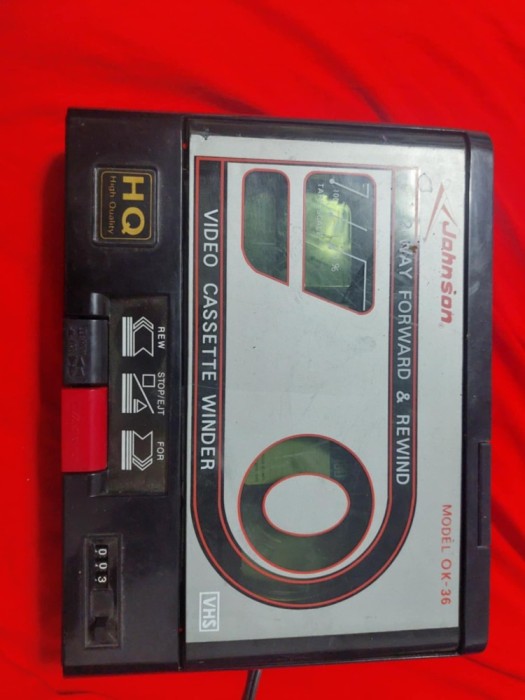 Johnson
WAY FORWARD & REWIND
MODEL OK-36
VIDEO CASSETTE WINDER
VHS
HQ
High Quality
REW STOP/EJT FOR
003